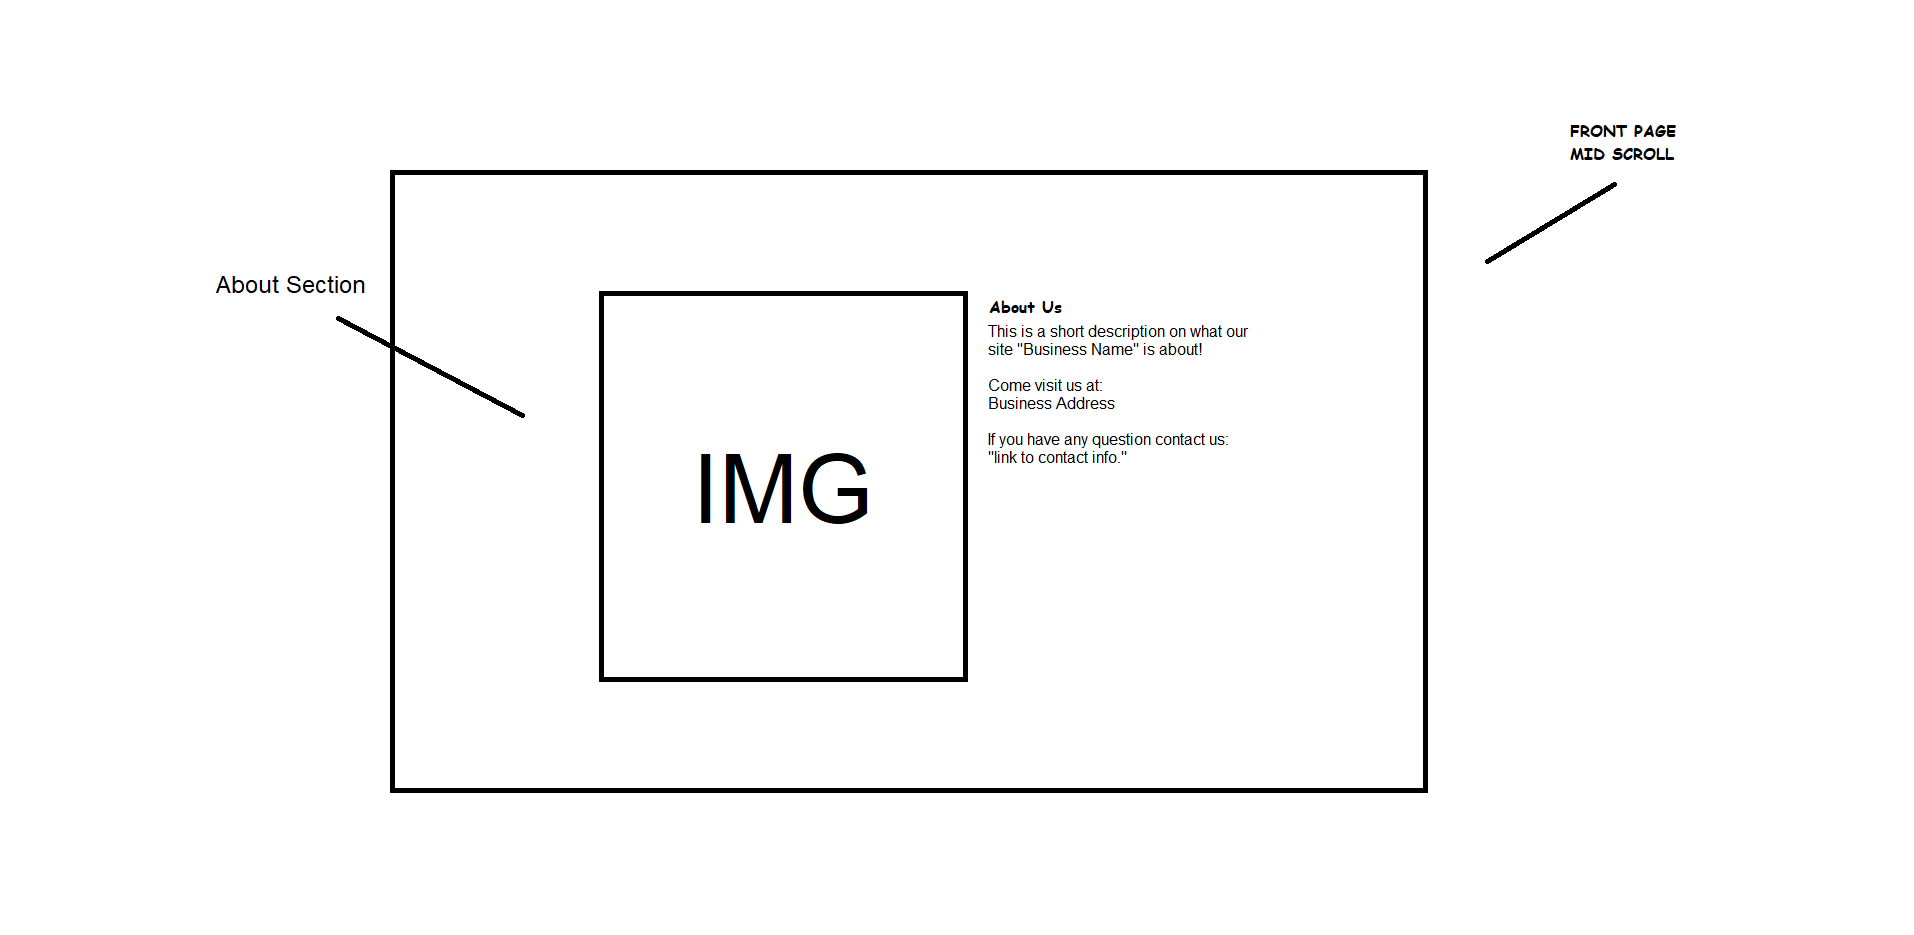 FRONT PAGE
MID SCROLL
About Section
About Us
This is a short description on what our
site "Business Name" is about!
Come visit us at:
Business Address
If you have any question contact us:
"link to contact info."
IMG